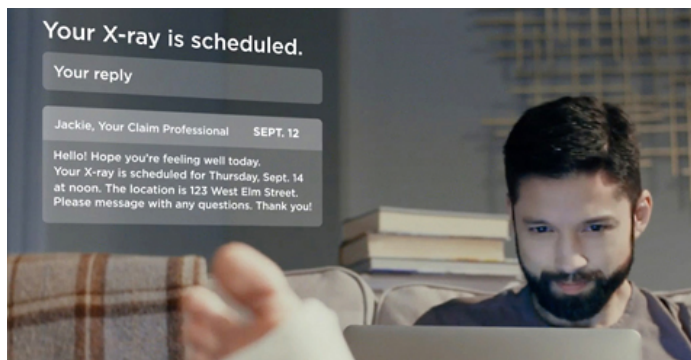 Your X-ray is scheduled.
Your reply
Jackie, Your Claim Professional SEPT. 12
Hello! Hope you're feeling well today.
Your X-ray is scheduled for Thursday, Sept. 14
at noon. The location is 123 West Elm Street.
Please message with any questions. Thank you!